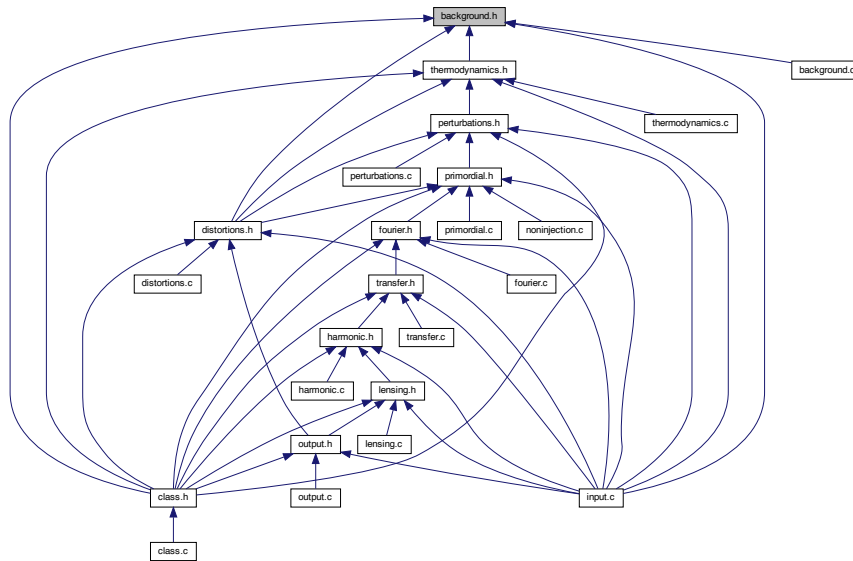 background.h
thermodynamics.h
background.c
perturbations.h
thermodynamics.c
perturbations.c
primordial.h
distortions.h
fourier.h
primordial.c
noninjection.c
distortions.c
transfer.h
fourier.c
harmonic.h
transfer.c
harmonic.c
lensing.h
output.h
lensing.c
class.h
output.c
input.c
class.c